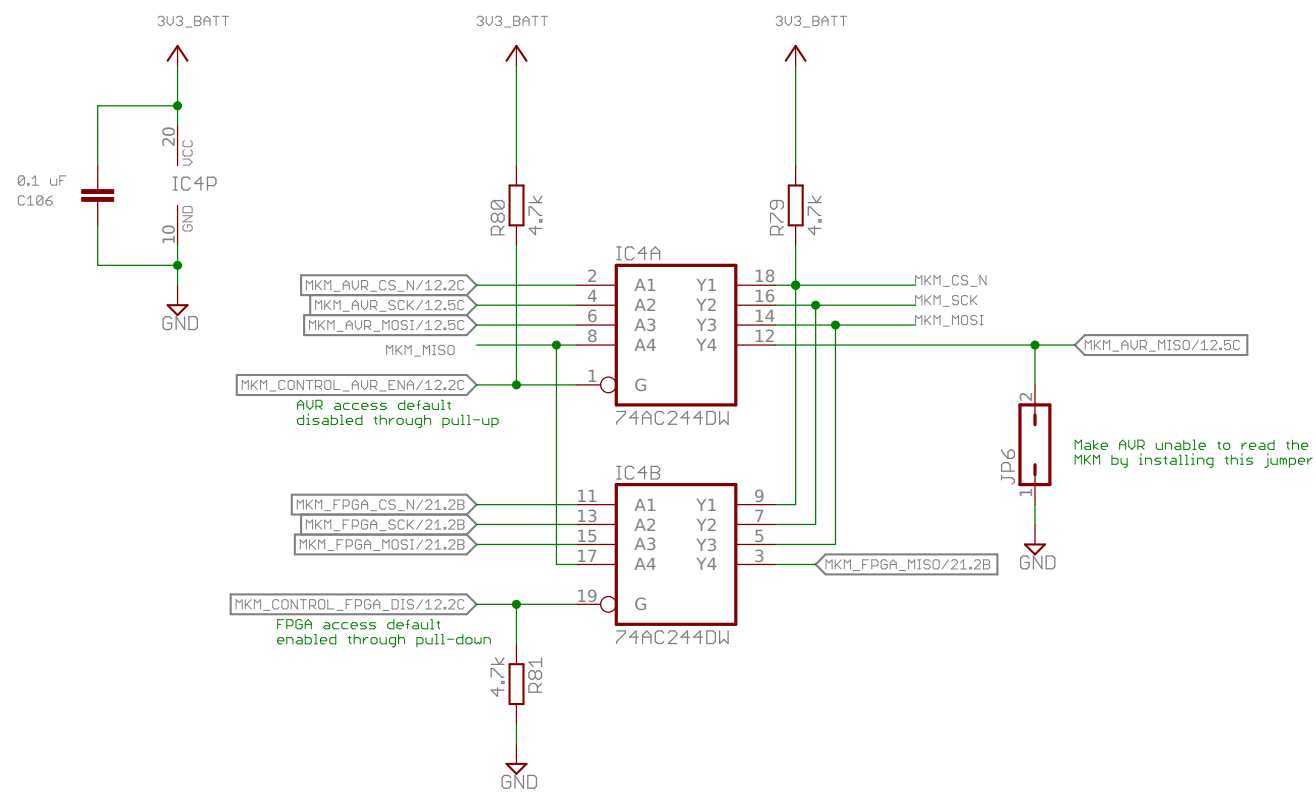 3V3_BATT
3V3_BATT
3V3_BATT
20
VCC
0.1 uF
C106
IC4P
GND
10
GND
R80
4.7k
R79
4.7k
IC4A
MKM_AVR_CS_N/12.2C
2
A1
Y1
18
MKM_CS_N
MKM_AVR_SCK/12.5C
4
A2
Y2
16
MKM_SCK
MKM_AVR_MOSI/12.5C
6
A3
Y3
14
MKM_MOSI
MKM_MISO
8
A4
Y4
12
MKM_AVR_MISO/12.5C
MKM_CONTROL_AVR_ENA/12.2C
1
G
AVR access default
disabled through pull-up
74AC244DW
2
JP6
1
Make AVR unable to read the
MKM by installing this jumper
GND
IC4B
MKM_FPGA_CS_N/21.2B
11
A1
Y1
9
MKM_FPGA_SCK/21.2B
13
A2
Y2
7
MKM_FPGA_MOSI/21.2B
15
A3
Y3
5
17
A4
Y4
3
MKM_FPGA_MISO/21.2B
MKM_CONTROL_FPGA_DIS/12.2C
19
G
FPGA access default
enabled through pull-down
74AC244DW
4.7k
R81
GND